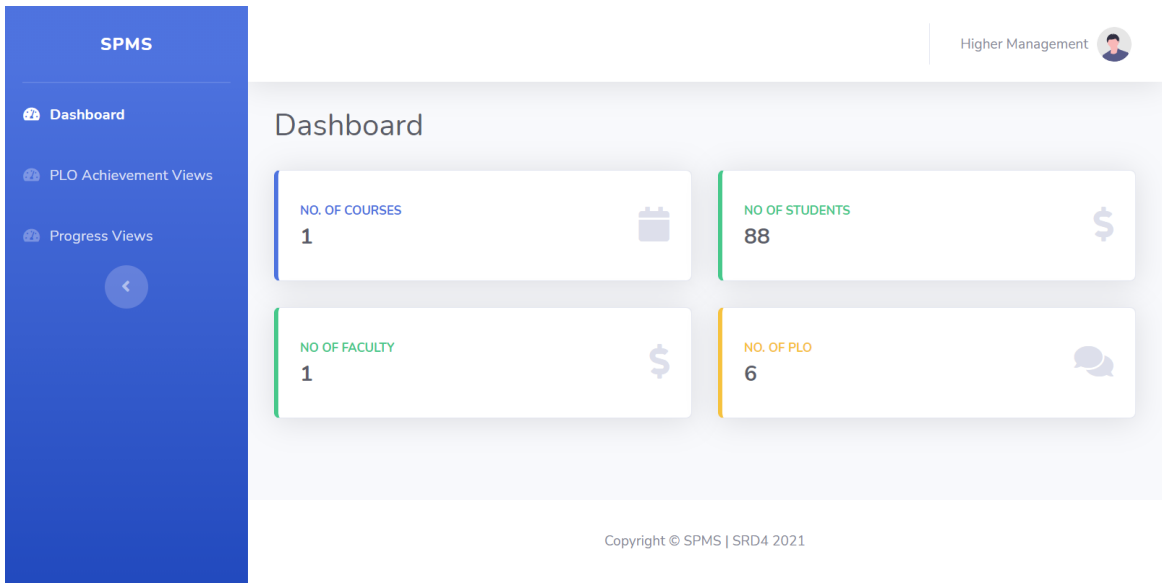 SPMS
Higher Management
Dashboard
PLO Achievement Views
Progress Views
Dashboard
NO. OF COURSES
1
NO OF STUDENTS
88
NO OF FACULTY
1
NO. OF PLO
6
Copyright © SPMS | SRD4 2021